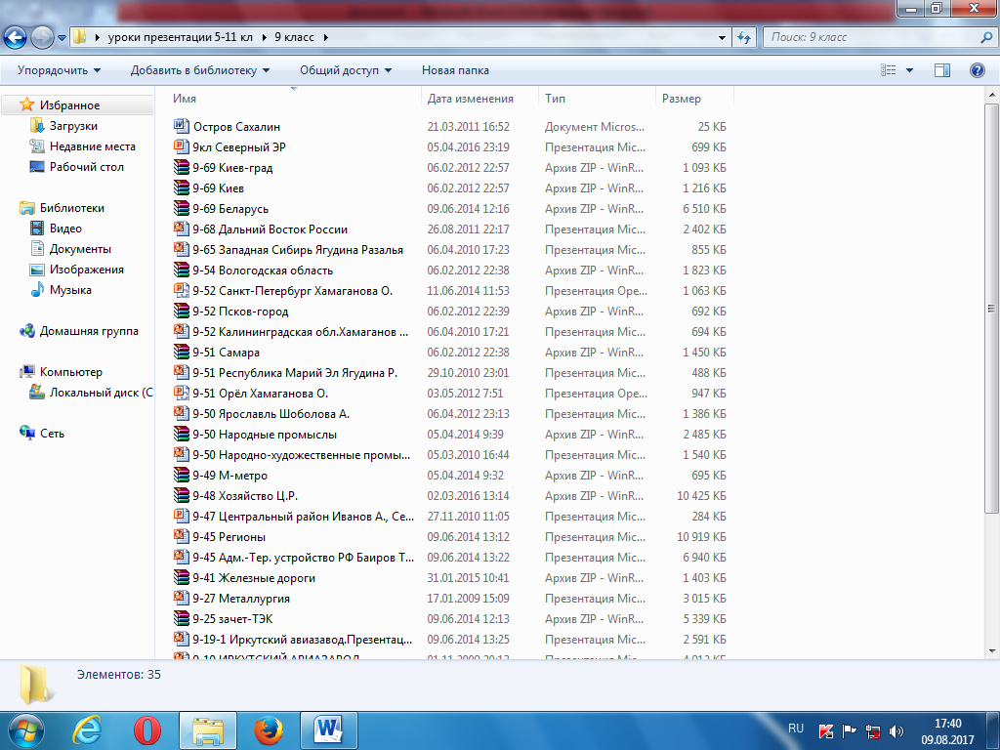 уроки презентации 5-11 кл 9 класс
Поиск: 9 класс
Упорядочить Добавить в библиотеку Общий доступ Новая папка
Избранное
Загрузки
Недавние места
Рабочий стол
Библиотеки
Видео
Документы
Изображения
Музыка
Домашняя группа
Компьютер
Локальный диск (C
Сеть
Имя Дата изменения Тип Размер
Остров Сахалин 21.03.2011 16:52 Документ Micros... 25 КБ
9кл Северный ЭР 05.04.2016 23:19 Презентация Mic... 699 КБ
9-69 Киев-град 06.02.2012 22:57 Архив ZIP - WinR... 1 093 КБ
9-69 Киев 06.02.2012 22:57 Архив ZIP - WinR... 1 216 КБ
9-69 Беларусь 09.06.2014 12:16 Архив ZIP - WinR... 6 510 КБ
9-68 Дальний Восток России 26.08.2011 22:17 Презентация Mic... 2 402 КБ
9-65 Западная Сибирь Ягудина Разалья 06.04.2010 17:23 Презентация Mic... 855 КБ
9-54 Вологодская область 06.02.2012 22:38 Архив ZIP - WinR... 1 823 КБ
9-52 Санкт-Петербург Хамаганова О. 11.06.2014 11:53 Презентация Ope... 1 063 КБ
9-52 Псков-город 06.02.2012 22:39 Архив ZIP - WinR... 692 КБ
9-52 Калининградская обл.Хамаганов ... 06.04.2010 17:21 Презентация Mic... 694 КБ
9-51 Самара 06.02.2012 22:38 Архив ZIP - WinR... 1 450 КБ
9-51 Республика Марий Эл Ягудина Р. 29.10.2010 23:01 Презентация Mic... 488 КБ
9-51 Орёл Хамаганова О. 03.05.2012 7:51 Презентация Ope... 947 КБ
9-50 Ярославль Шоболова А. 06.04.2012 23:13 Презентация Mic... 1 386 КБ
9-50 Народные промыслы 05.04.2014 9:39 Архив ZIP - WinR... 2 485 КБ
9-50 Народно-художественные промы... 05.03.2010 16:44 Презентация Mic... 1 540 КБ
9-49 М-метро 05.04.2014 9:32 Архив ZIP - WinR... 695 КБ
9-48 Хозяйство Ц.Р. 02.03.2016 13:14 Архив ZIP - WinR... 10 425 КБ
9-47 Центральный район Иванов А., Се... 27.11.2010 11:05 Презентация Mic... 284 КБ
9-45 Регионы 09.06.2014 13:12 Презентация Mic... 10 919 КБ
9-45 Адм.-Тер. устройство РФ Баиров Т... 09.06.2014 13:22 Презентация Mic... 6 940 КБ
9-41 Железные дороги 31.01.2015 10:41 Архив ZIP - WinR... 1 403 КБ
9-27 Металлургия 17.01.2009 15:09 Презентация Mic... 3 015 КБ
9-25 зачет-ТЭК 09.06.2014 12:13 Архив ZIP - WinR... 5 339 КБ
9-19-1 Иркутский авиазавод.Презентац... 09.06.2014 13:25 Презентация Mic... 2 591 КБ
Элементов: 35
RU
17:40
09.08.2017